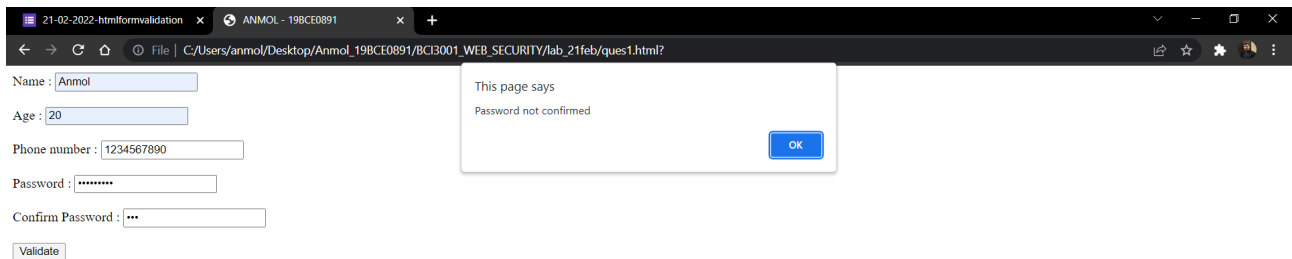 21-02-2022-htmlformvalidation ANMOL - 19BCE0891
File | C:/Users/anmol/Desktop/Anmol_19BCE0891/BCI3001_WEB_SECURITY/lab_21feb/ques1.html?
This page says
Password not confirmed
OK
Name : Anmol
Age : 20
Phone number : 1234567890
Password : •••••••••
Confirm Password : •••
Validate